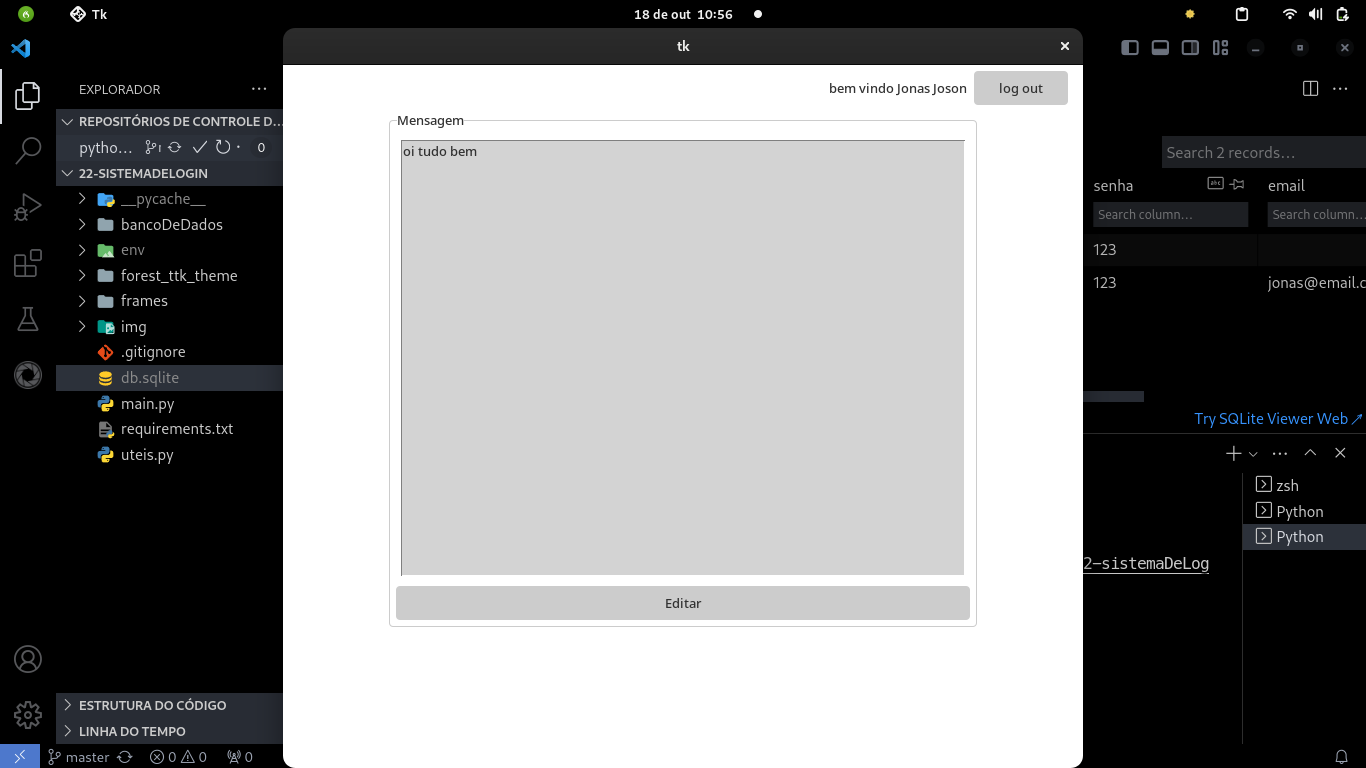 Tk
18 de out 10:56
tk
EXPLORADOR
bem vindo Jonas Joson
log out
REPOSITÓRIOS DE CONTROLE D...
Mensagem
pytho...
0
oi tudo bem
Search 2 records...
22-SISTEMADELOGIN
senha
email
__pycache__
Search column...
Search column...
bancoDeDados
env
123
forest_ttk_theme
123
jonas@email.c
frames
img
.gitignore
db.sqlite
main.py
Try SQLite Viewer Web
requirements.txt
uteis.py
zsh
Python
Python
2-sistemaDeLog
Editar
ESTRUTURA DO CÓDIGO
LINHA DO TEMPO
master
0
0
0